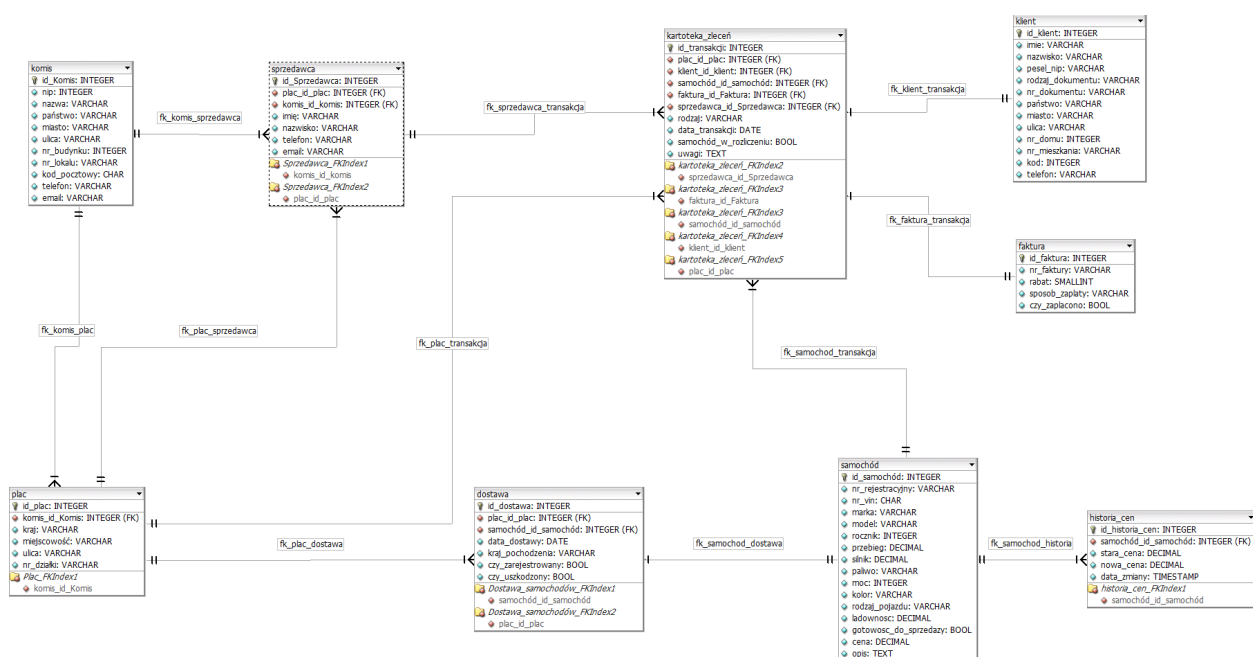 komis
id_Komis: INTEGER
nip: INTEGER
nazwa: VARCHAR
państwo: VARCHAR
miasto: VARCHAR
ulica: VARCHAR
nr_budynku: INTEGER
nr_lokalu: VARCHAR
kod_pocztowy: CHAR
telefon: VARCHAR
email: VARCHAR
fk_komis_sprzedawca
sprzedawca
id_Sprzedawca: INTEGER
plac_id_plac: INTEGER (FK)
komis_id_komis: INTEGER (FK)
imię: VARCHAR
nazwisko: VARCHAR
telefon: VARCHAR
email: VARCHAR
Sprzedawca_FKIndex1
komis_id_komis
Sprzedawca_FKIndex2
plac_id_plac
fk_sprzedawca_transakcja
kartoteka_zleceń
id_transakcji: INTEGER
plac_id_plac: INTEGER (FK)
klient_id_klient: INTEGER (FK)
samochód_id_samochód: INTEGER (FK)
faktura_id_Faktura: INTEGER (FK)
sprzedawca_id_Sprzedawca: INTEGER (FK)
rodzaj: VARCHAR
data_transakcji: DATE
samochód_w_rozliczeniu: BOOL
uwagi: TEXT
kartoteka_zleceń_FKIndex2
sprzedawca_id_Sprzedawca
kartoteka_zleceń_FKIndex3
faktura_id_Faktura
kartoteka_zleceń_FKIndex3
samochód_id_samochód
kartoteka_zleceń_FKIndex4
klient_id_klient
kartoteka_zleceń_FKIndex5
plac_id_plac
fk_klient_transakcja
klient
id_klient: INTEGER
imie: VARCHAR
nazwisko: VARCHAR
pesel_nip: VARCHAR
rodzaj_dokumentu: VARCHAR
nr_dokumentu: VARCHAR
państwo: VARCHAR
miasto: VARCHAR
ulica: VARCHAR
nr_domu: INTEGER
nr_mieszkania: VARCHAR
kod: INTEGER
telefon: VARCHAR
fk_faktura_transakcja
faktura
id_faktura: INTEGER
nr_faktury: VARCHAR
rabat: SMALLINT
sposob_zaplaty: VARCHAR
czy_zaplacono: BOOL
fk_komis_plac
fk_plac_sprzedawca
fk_plac_transakcja
fk_samochod_transakcja
plac
id_plac: INTEGER
komis_id_Komis: INTEGER (FK)
kraj: VARCHAR
miejscowość: VARCHAR
ulica: VARCHAR
nr_działki: VARCHAR
Plac_FKIndex1
komis_id_Komis
fk_plac_dostawa
dostawa
id_dostawa: INTEGER
plac_id_plac: INTEGER (FK)
samochód_id_samochód: INTEGER (FK)
data_dostawy: DATE
kraj_pochodzenia: VARCHAR
czy_zarejestrowany: BOOL
czy_uszkodzony: BOOL
Dostawa_samochodów_FKIndex1
samochód_id_samochód
Dostawa_samochodów_FKIndex2
plac_id_plac
fk_samochod_dostawa
samochód
id_samochód: INTEGER
nr_rejestracyjny: VARCHAR
nr_vin: CHAR
marka: VARCHAR
model: VARCHAR
rocznik: INTEGER
przebieg: DECIMAL
silnik: DECIMAL
paliwo: VARCHAR
moc: INTEGER
kolor: VARCHAR
rodzaj_pojazdu: VARCHAR
ladownosc: DECIMAL
gotowosc_do_sprzedazy: BOOL
cena: DECIMAL
opis: TEXT
fk_samochod_historia
historia_cen
id_historia_cen: INTEGER
samochód_id_samochód: INTEGER (FK)
stara_cena: DECIMAL
nowa_cena: DECIMAL
data_zmiany: TIMESTAMP
historia_cen_FKIndex1
samochód_id_samochód